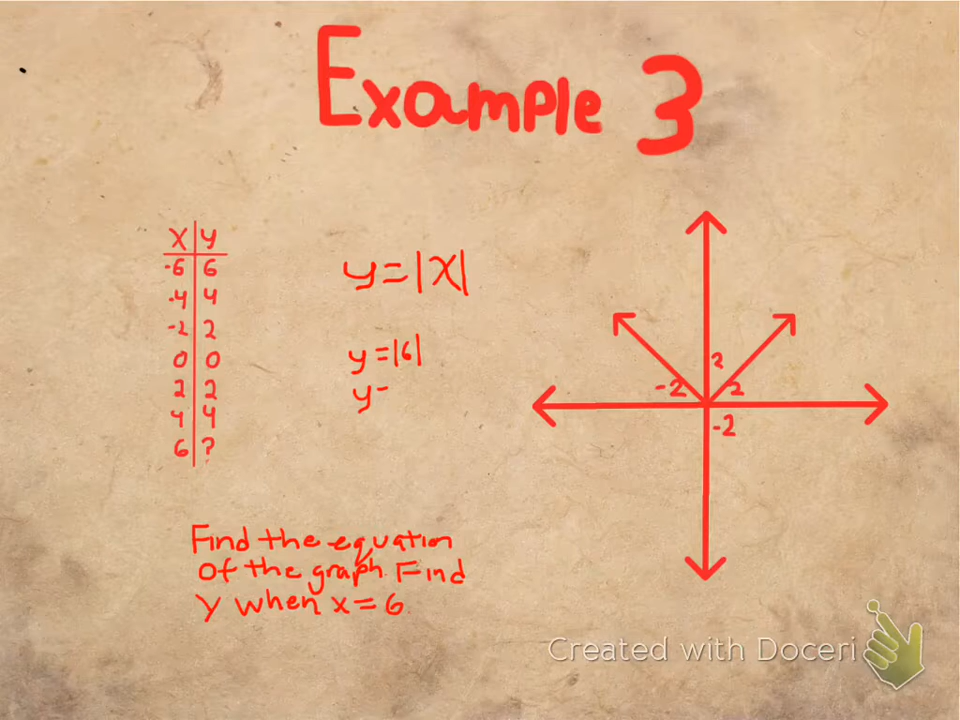 Example 3
x y
-6 6
-4 4
-2 2
0 0
2 2
4 4
6 ?
y=|x|
y=|6|
y=
2
-2 2
-2
Find the equation
of the graph. Find
y when x=6
Created with Doceri